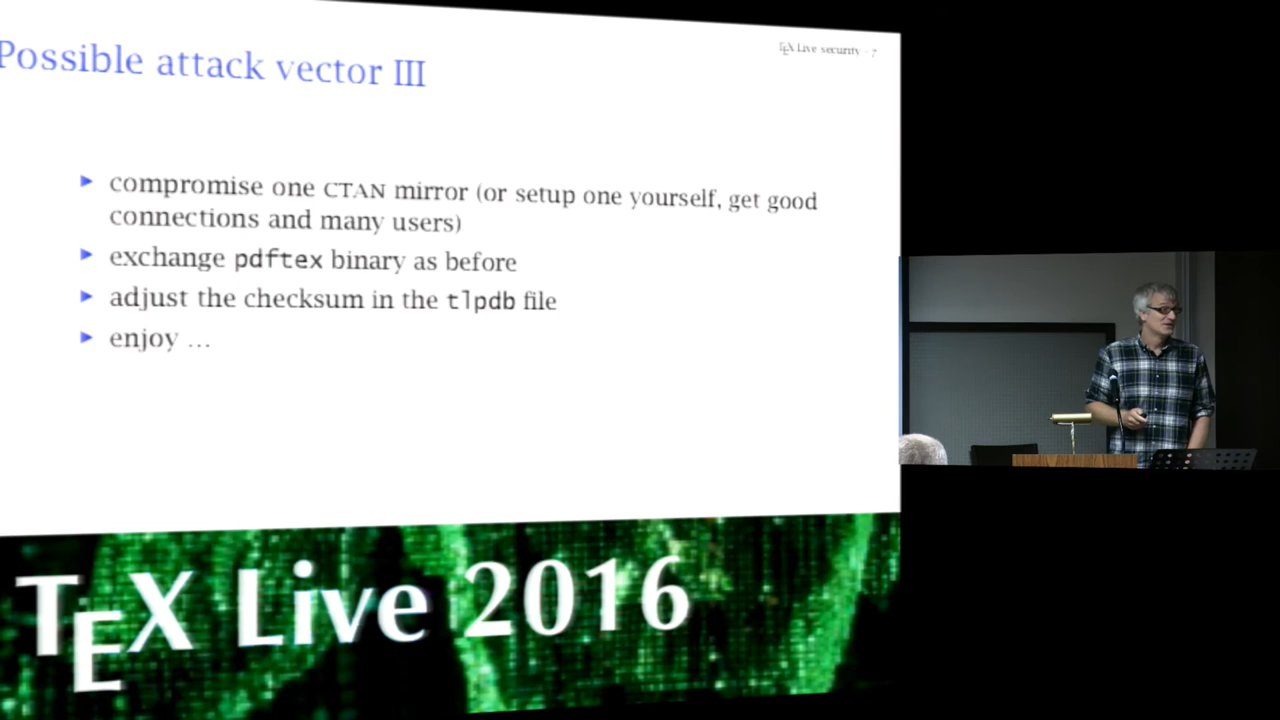 TEX Live security - 7
Possible attack vector III
► compromise one CTAN mirror (or setup one yourself, get good
connections and many users)
► exchange pdftex binary as before
► adjust the checksum in the tlpdb file
► enjoy …
TEX Live 2016